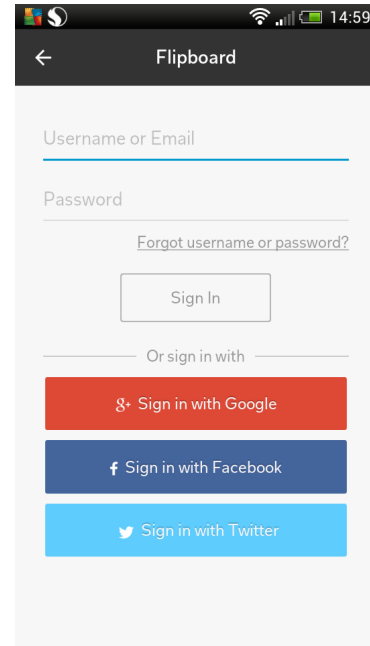 14:59
Flipboard
Username or Email
Password
Forgot username or password?
Sign In
Or sign in with
g+ Sign in with Google
f Sign in with Facebook
Sign in with Twitter